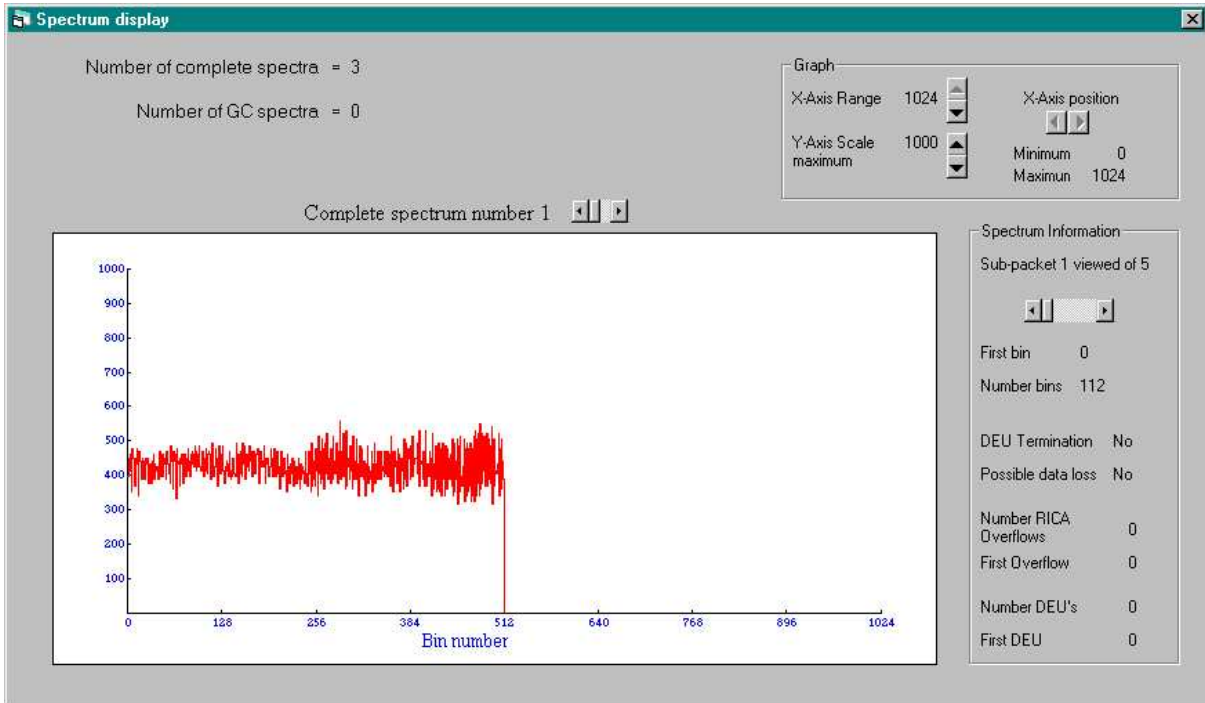 Spectrum display
Number of complete spectra = 3
Number of GC spectra = 0
Graph
X-Axis Range 1024
Y-Axis Scale maximum 1000
X-Axis position
Minimum 0
Maximun 1024
Complete spectrum number 1
1000
900
800
700
600
500
400
300
200
100
0 128 256 384 512 640 768 896 1024
Bin number
Spectrum Information
Sub-packet 1 viewed of 5
First bin 0
Number bins 112
DEU Termination No
Possible data loss No
Number RICA Overflows 0
First Overflow 0
Number DEU's 0
First DEU 0